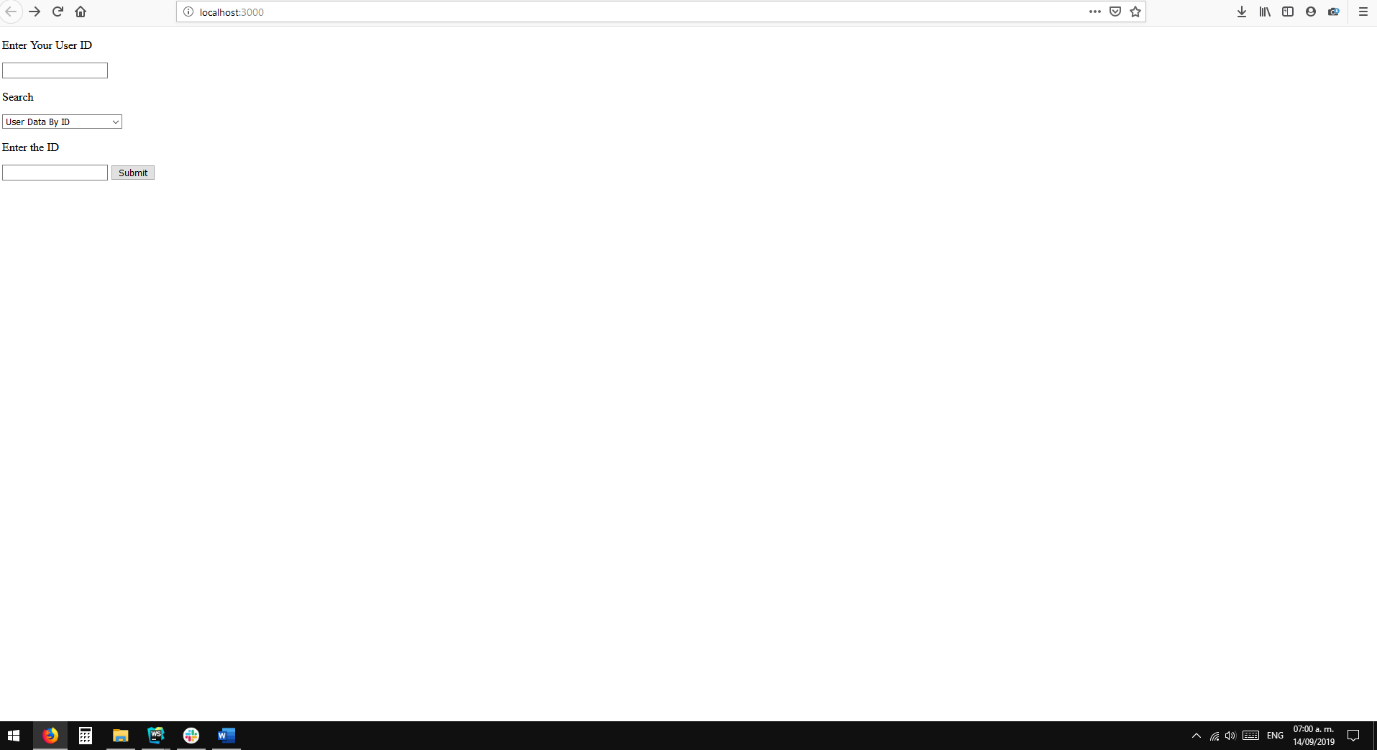 localhost:3000
Enter Your User ID
Search
User Data By ID
Enter the ID
Submit
WS
W
ENG
07:00 a. m.
14/09/2019